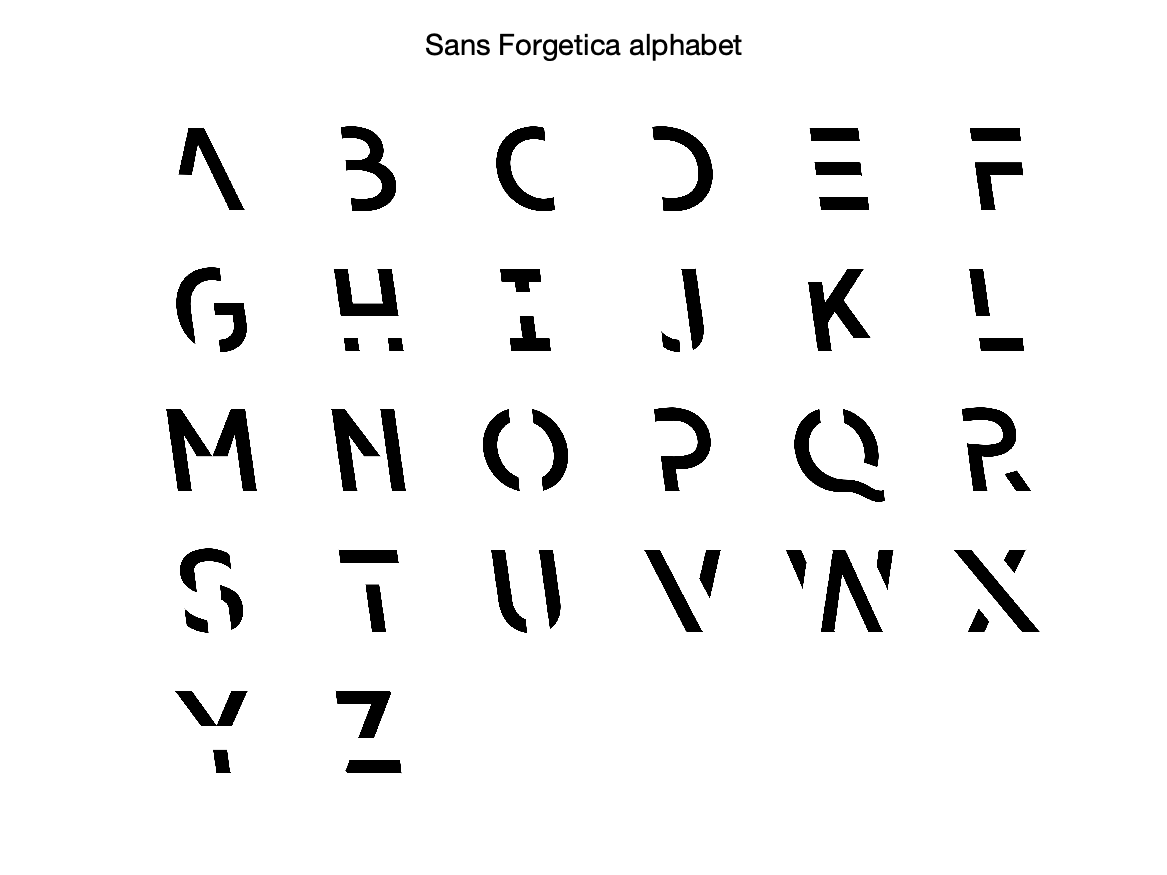 Sans Forgetica alphabet
A B C D E F
G H I J K L
M N O P Q R
S T U V W X
Y Z